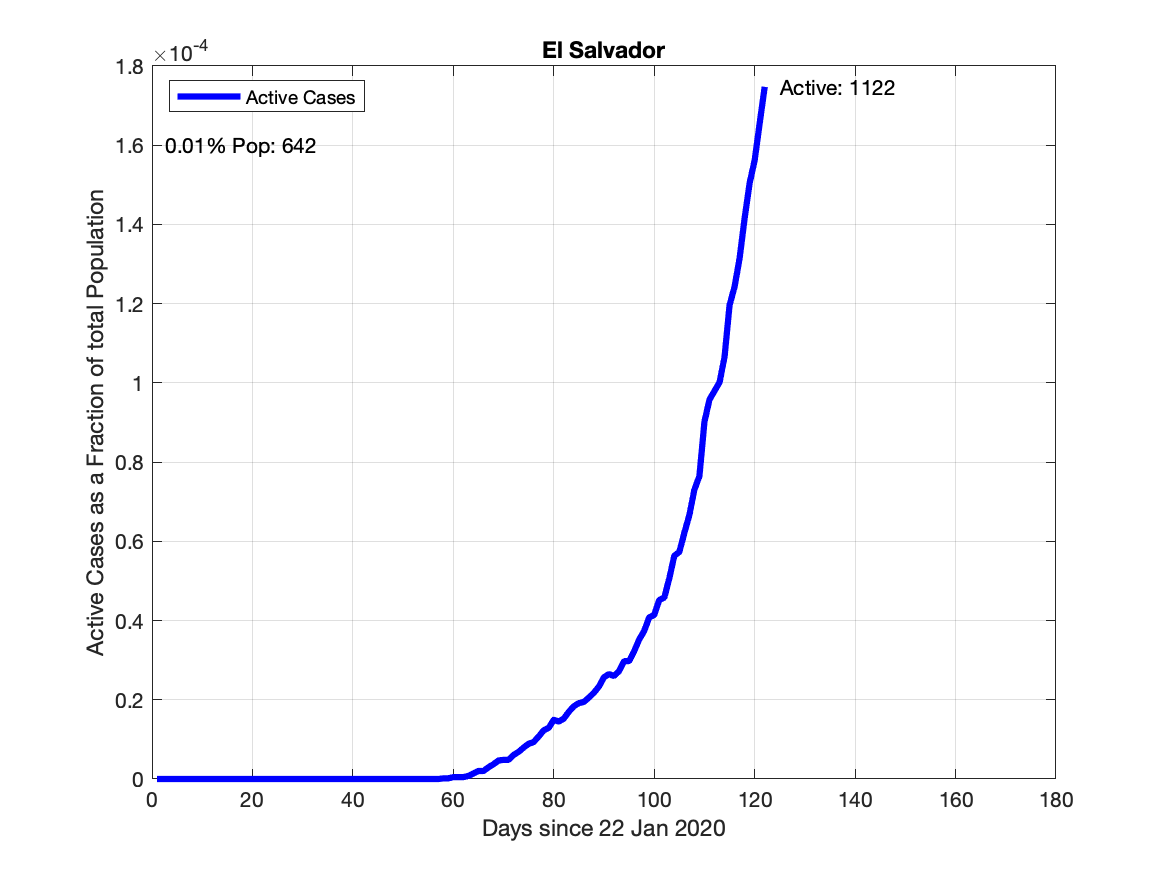 El Salvador
×10-4
Active Cases
Active: 1122
0.01% Pop: 642
Active Cases as a Fraction of total Population
1.8
1.6
1.4
1.2
1
0.8
0.6
0.4
0.2
0
0 20 40 60 80 100 120 140 160 180
Days since 22 Jan 2020